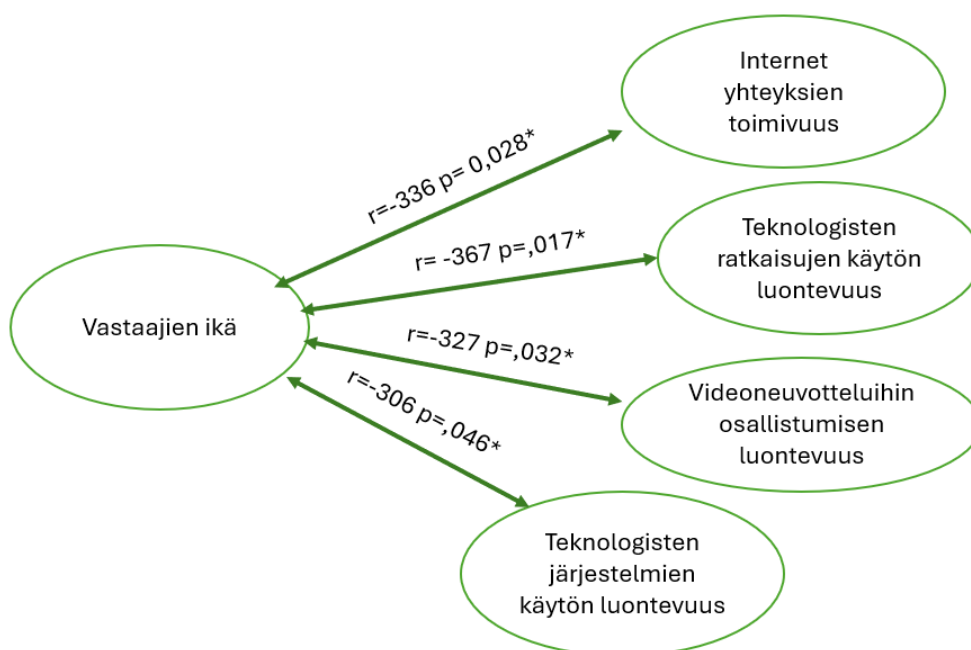 Internet
yhteyksien
toimivuus
r=-336 p= 0,028*
Teknologisten
ratkaisujen käytön
luontevuus
r= -367 p=,017*
Vastaajien ikä
r=-327 p=,032*
Videoneuvotteluihin
osallistumisen
luontevuus
r=-306 p=,046*
Teknologisten
järjestelmien
käytön luontevuus